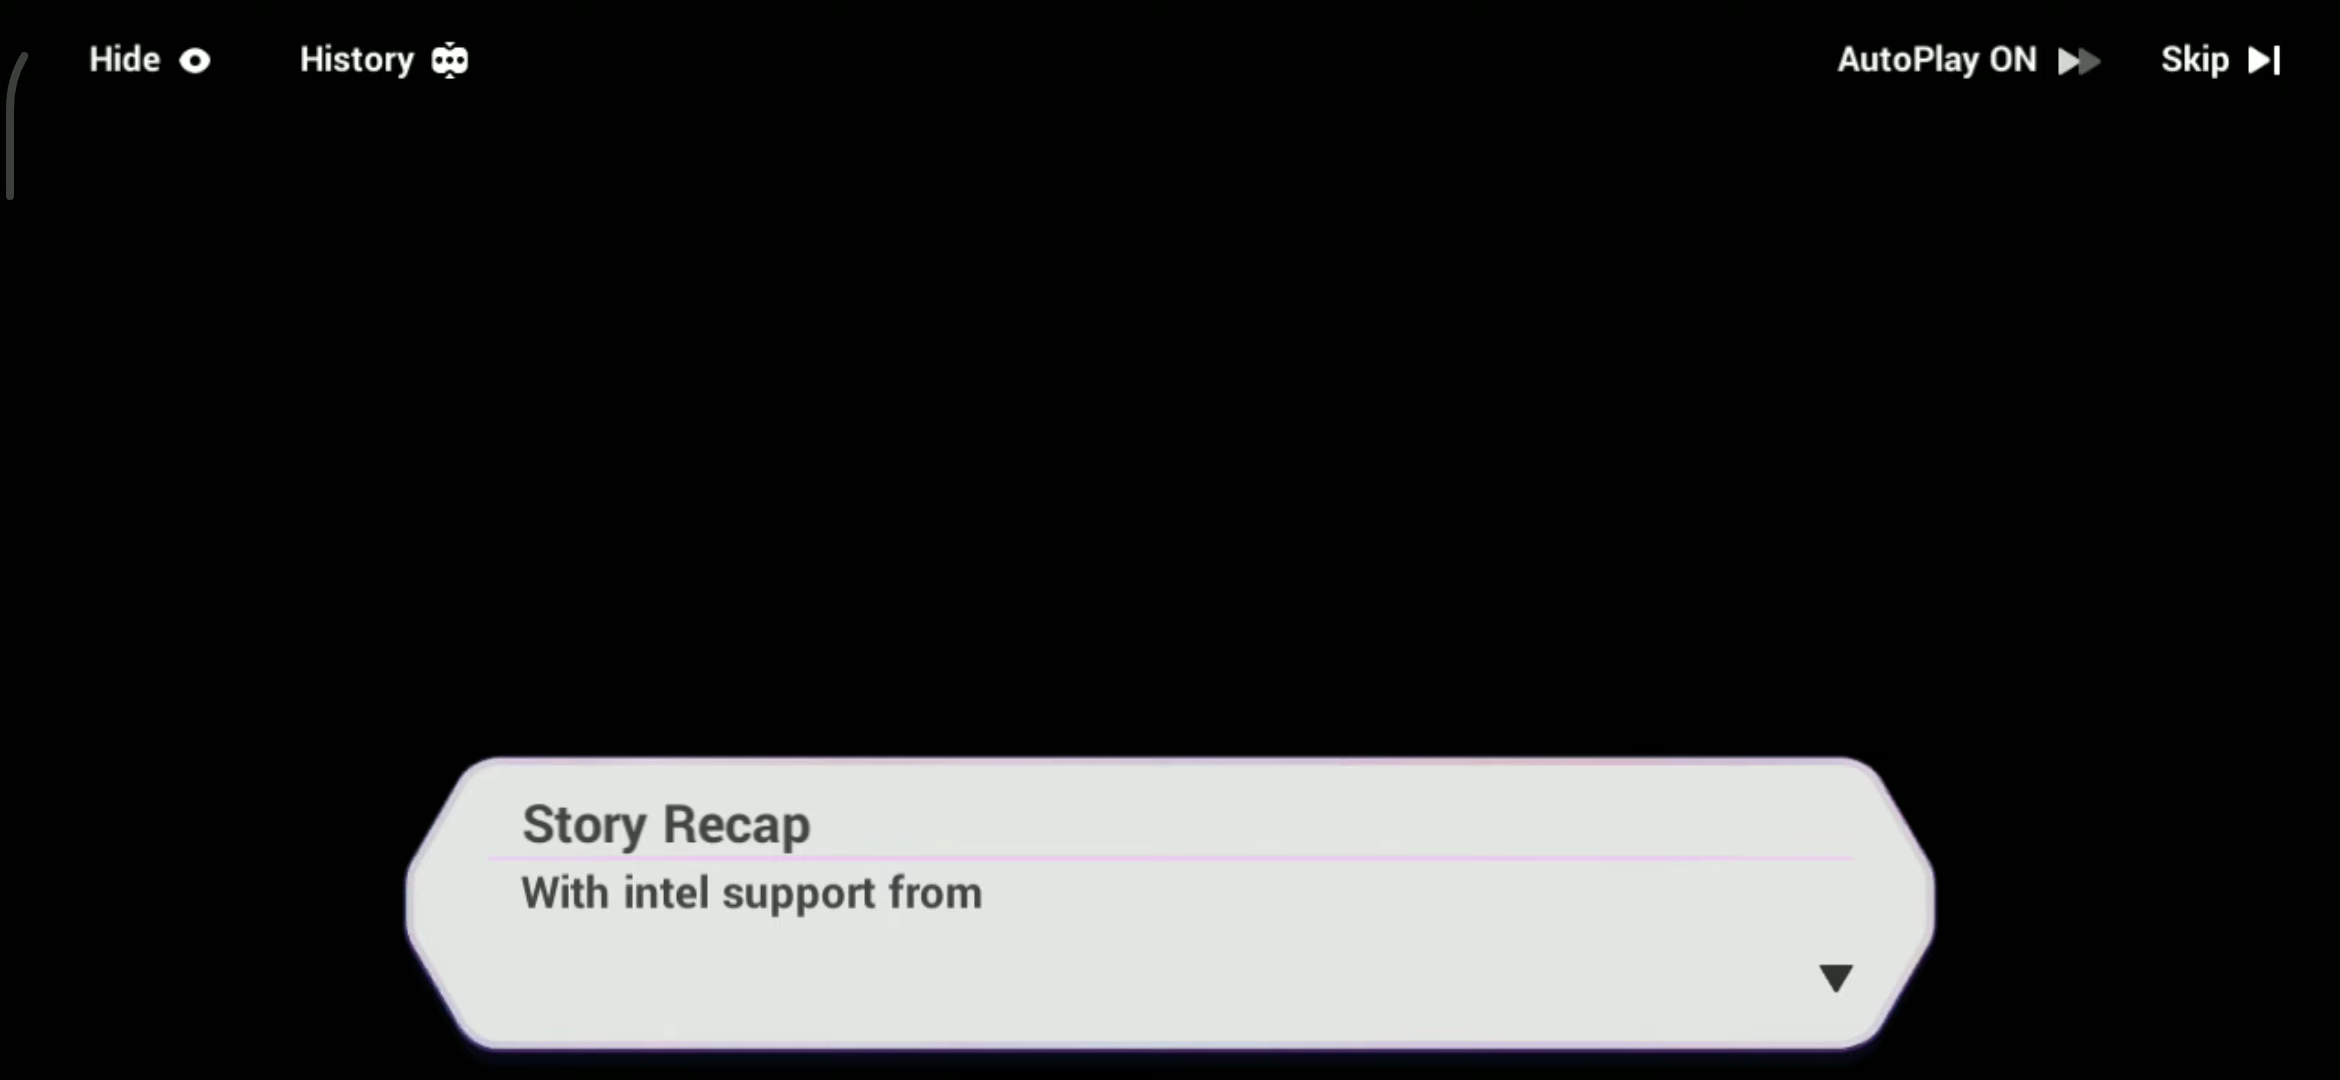 Hide
History
AutoPlay ON
Skip
Story Recap
With intel support from